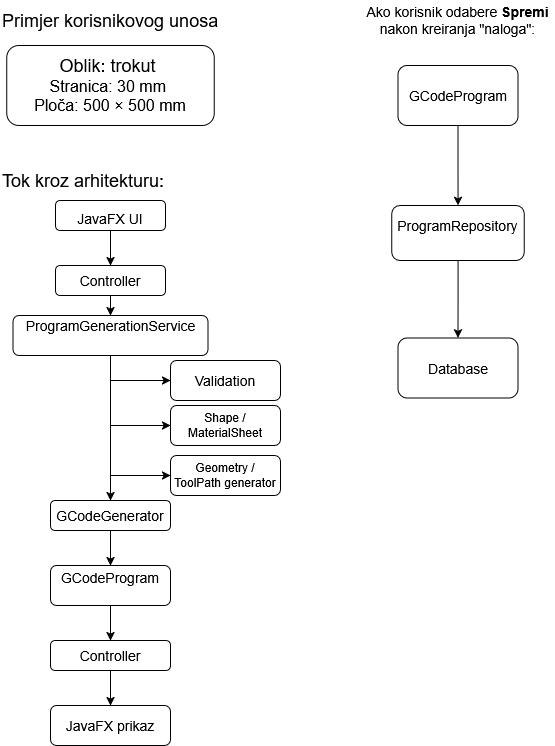 Primjer korisnikovog unosa
Oblik: trokut
Stranica: 30 mm
Ploča: 500 × 500 mm
Tok kroz arhitekturu:
JavaFX UI
Controller
ProgramGenerationService
Validation
Shape /
MaterialSheet
Geometry /
ToolPath generator
GCodeGenerator
GCodeProgram
Controller
JavaFX prikaz
Ako korisnik odabere Spremi
nakon kreiranja "naloga":
GCodeProgram
ProgramRepository
Database